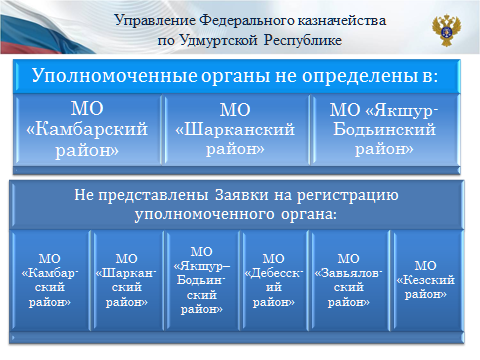 Управление Федерального казначейства
по Удмуртской Республике
Уполномоченные органы не определены в:
МО
«Камбарский
район»
МО
«Шарканский
район»
МО «Якшур-
Бодьинский
район»
Не представлены Заявки на регистрацию
уполномоченного органа:
МО
«Камбар-
ский
район»
МО
«Шаркан-
ский
район»
МО
«Якшур–
Бодьин-
ский
район»
МО
«Дебесск-
ий
район»
МО
«Завьялов-
ский
район»
МО
«Кезский
район»